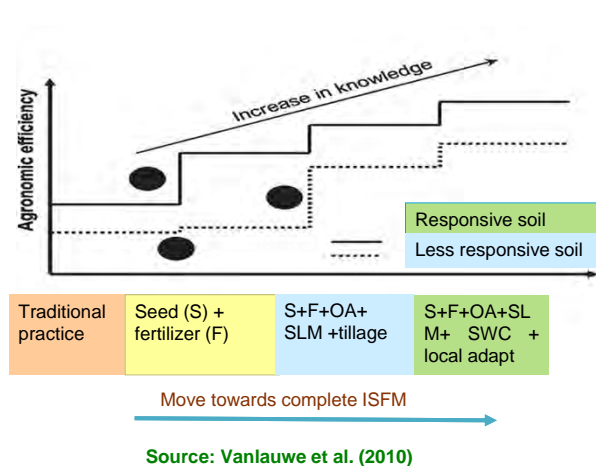 Increase in knowledge
Agronomic efficiency
Responsive soil
Less responsive soil
Traditional
practice
Seed (S) +
fertilizer (F)
S+F+OA+
SLM +tillage
S+F+OA+SL
M+ SWC +
local adapt
Move towards complete ISFM
Source: Vanlauwe et al. (2010)